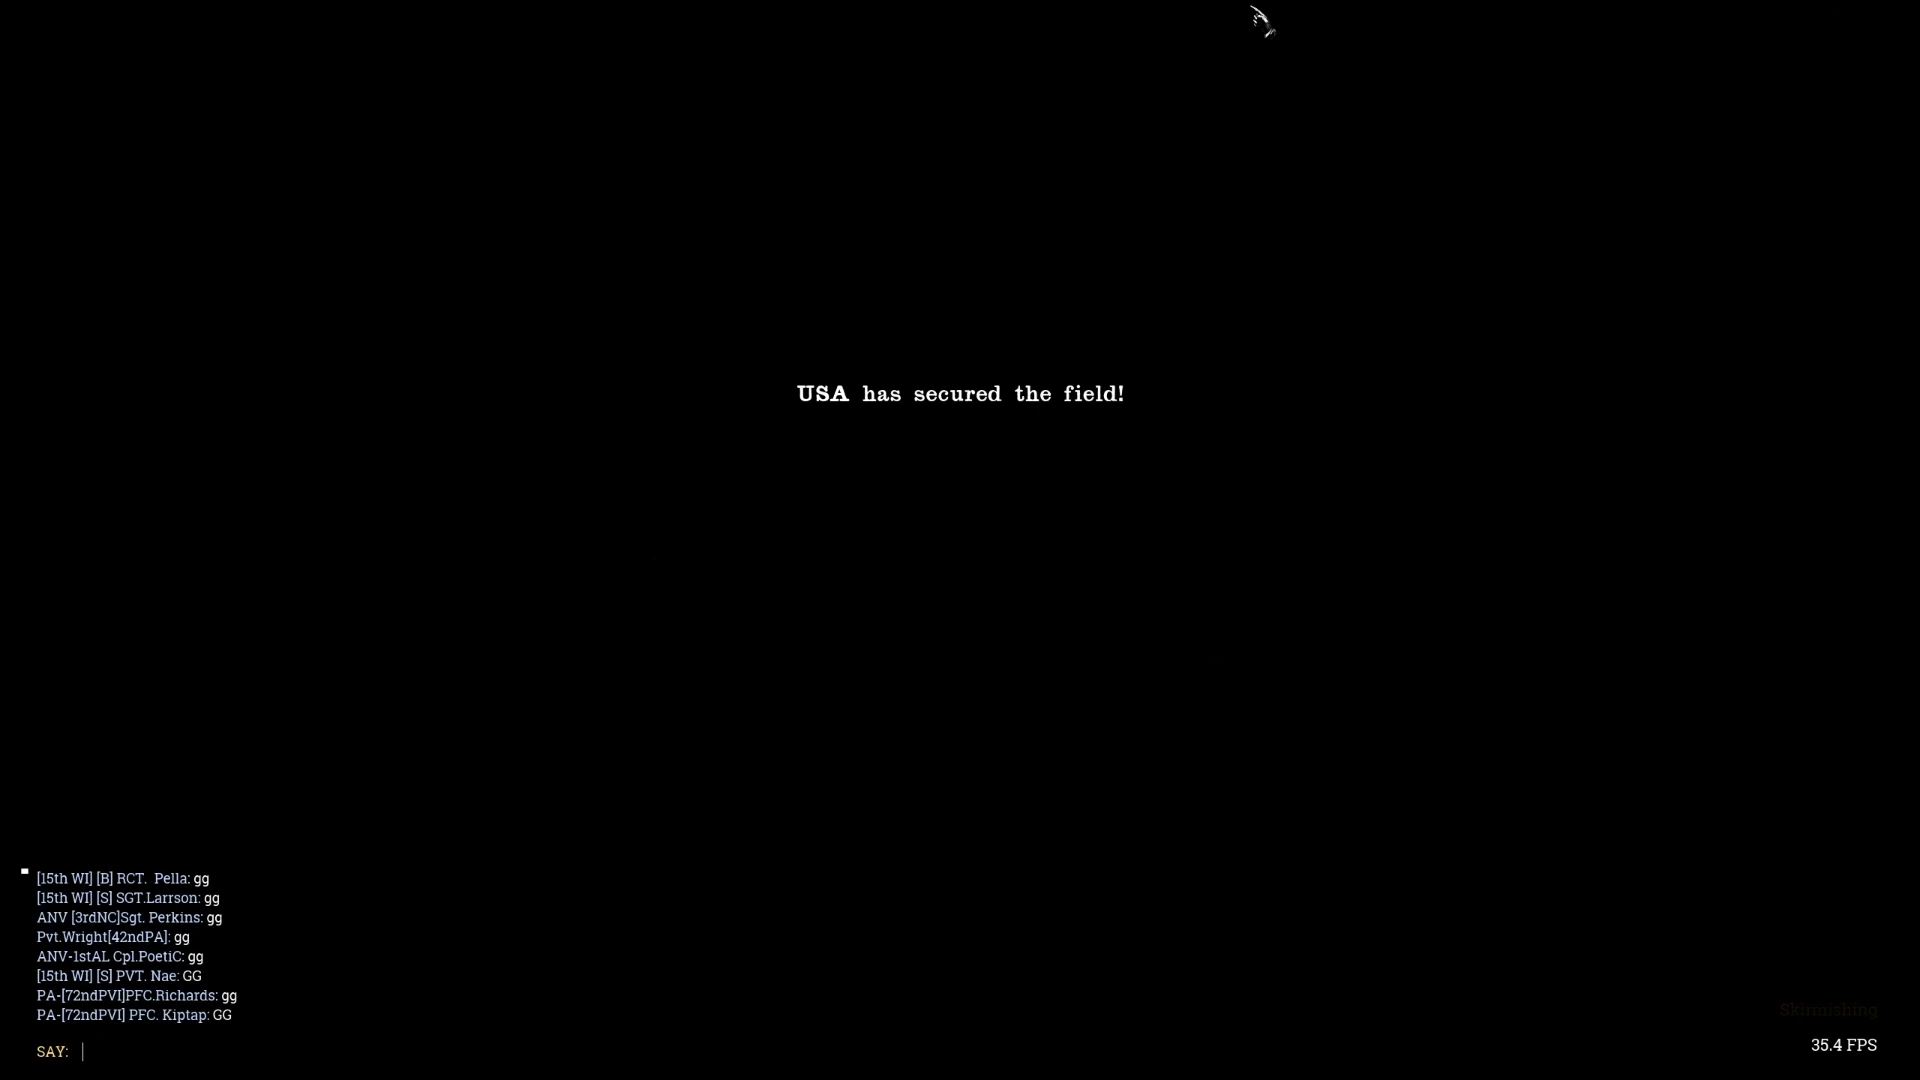 USA has secured the field!
[15th WI] [B] RCT.  Pella: gg
[15th WI] [S] SGT.Larrson: gg
ANV [3rdNC]Sgt. Perkins: gg
Pvt.Wright[42ndPA]: gg
ANV-1stAL Cpl.PoetiC: gg
[15th WI] [S] PVT. Nae: GG
PA-[72ndPVI]PFC.Richards: gg
PA-[72ndPVI] PFC. Kiptap: GG
SAY:
Skirmishing
35.4 FPS